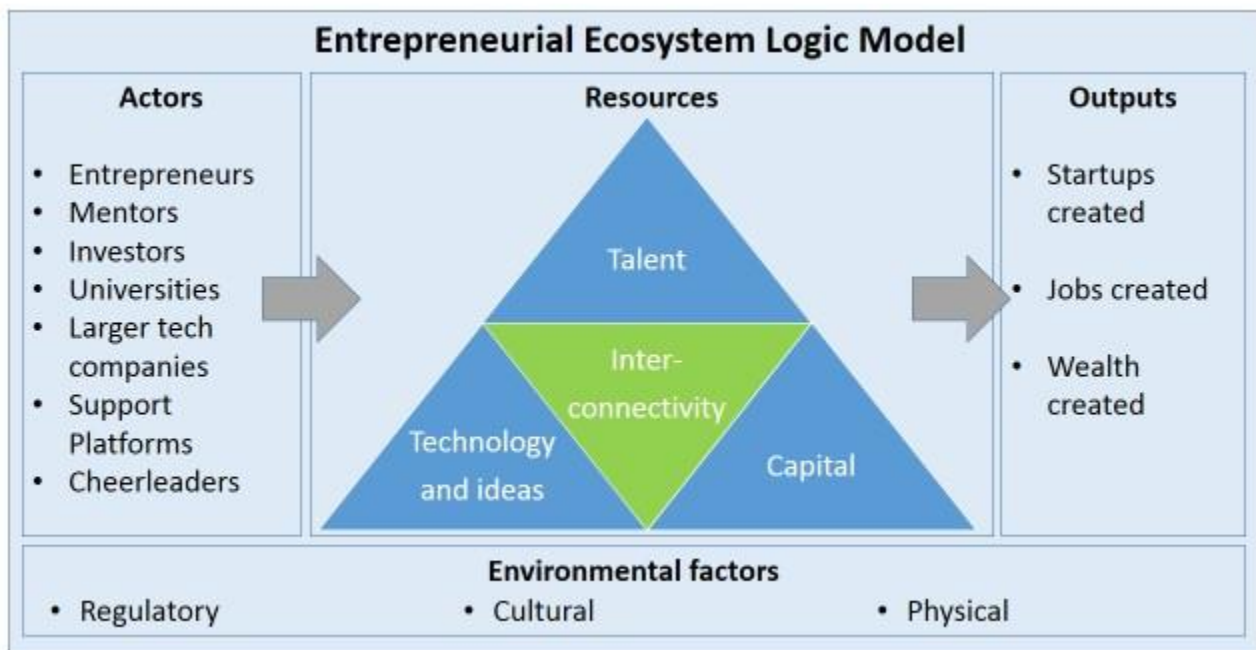 Entrepreneurial Ecosystem Logic Model
Actors
• Entrepreneurs
• Mentors
• Investors
• Universities
• Larger tech
companies
• Support
Platforms
• Cheerleaders
Resources
Talent
Inter-
connectivity
Technology
and ideas
Capital
Outputs
• Startups
created
• Jobs created
• Wealth
created
Environmental factors
• Regulatory
• Cultural
• Physical